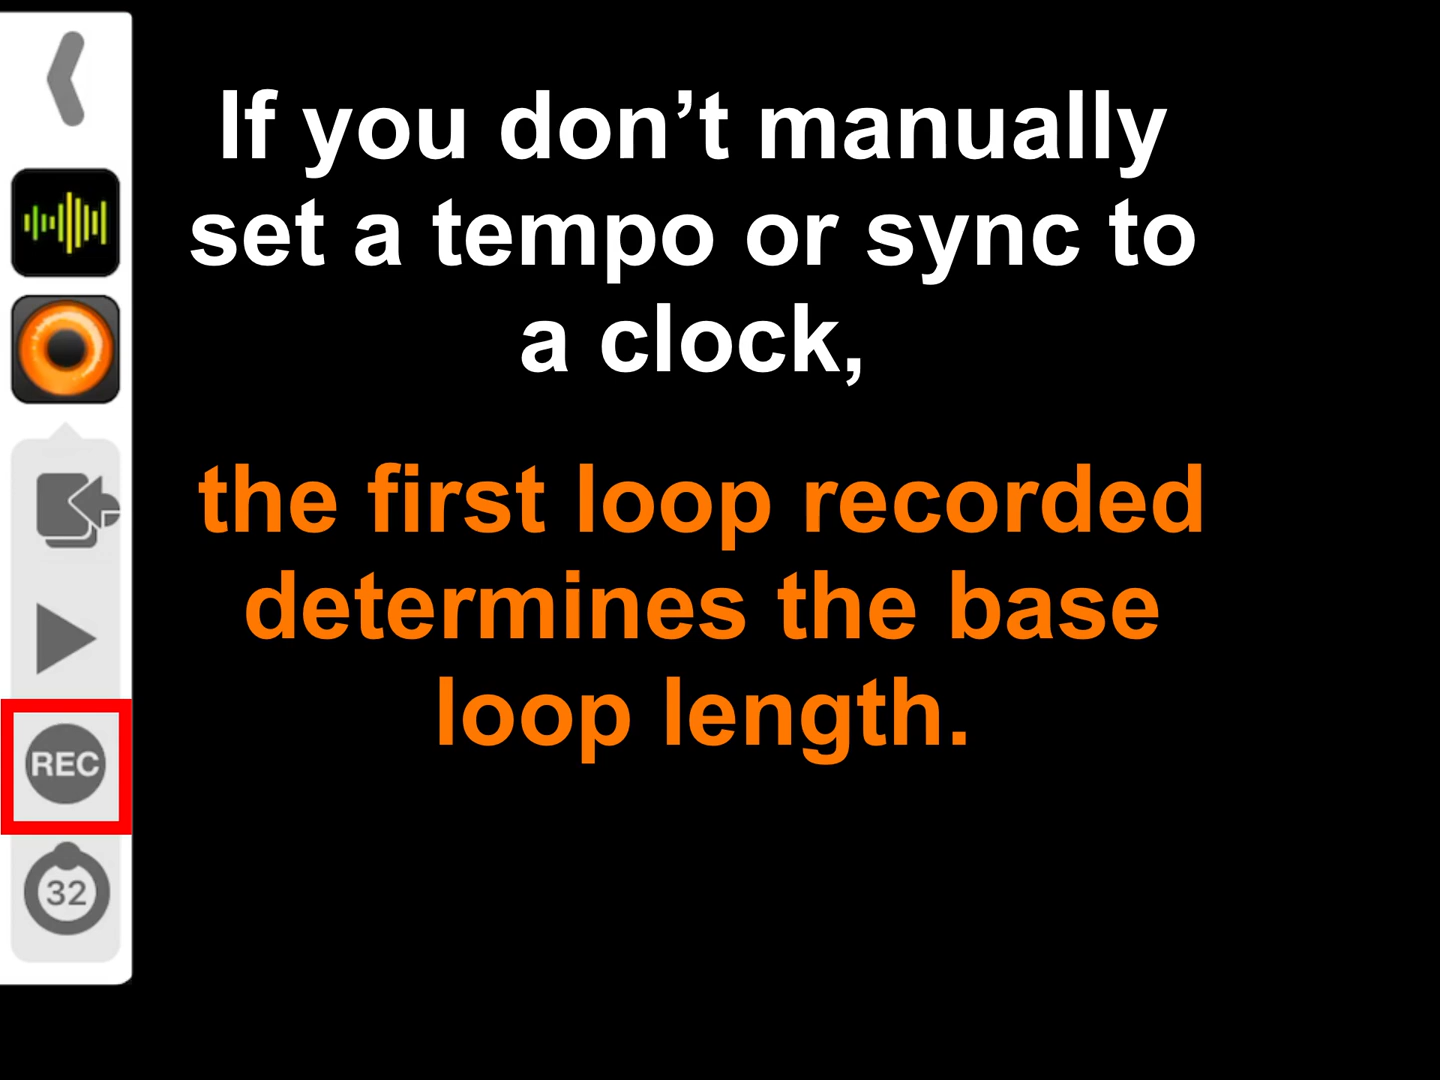 If you don’t manually
set a tempo or sync to
a clock,
the first loop recorded
determines the base
loop length.
REC
32